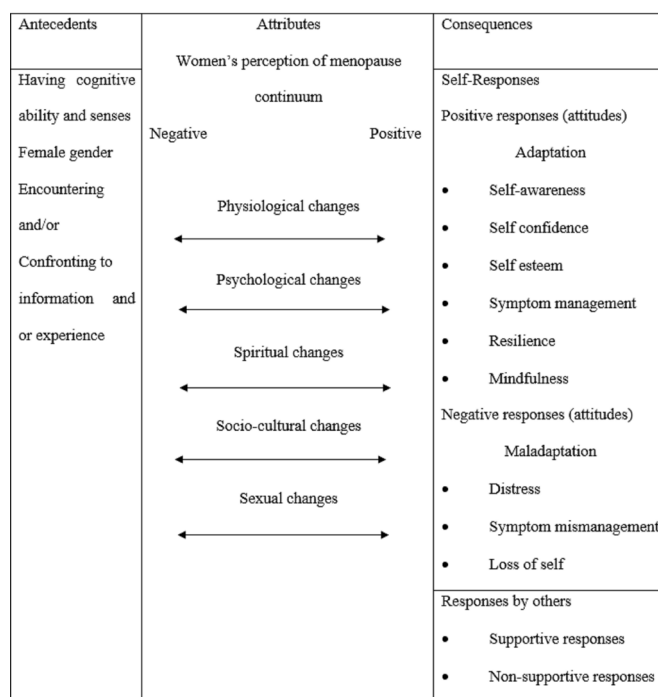 Antecedents
Having cognitive
ability and senses
Female gender
Encountering
and/or
Confronting to
information and
or experience
Attributes
Women's perception of menopause
continuum
Negative Positive
Physiological changes
Psychological changes
Spiritual changes
Socio-cultural changes
Sexual changes
Consequences
Self-Responses
Positive responses (attitudes)
Adaptation
• Self-awareness
• Self confidence
• Self esteem
• Symptom management
• Resilience
• Mindfulness
Negative responses (attitudes)
Maladaptation
• Distress
• Symptom mismanagement
• Loss of self
Responses by others
• Supportive responses
• Non-supportive responses